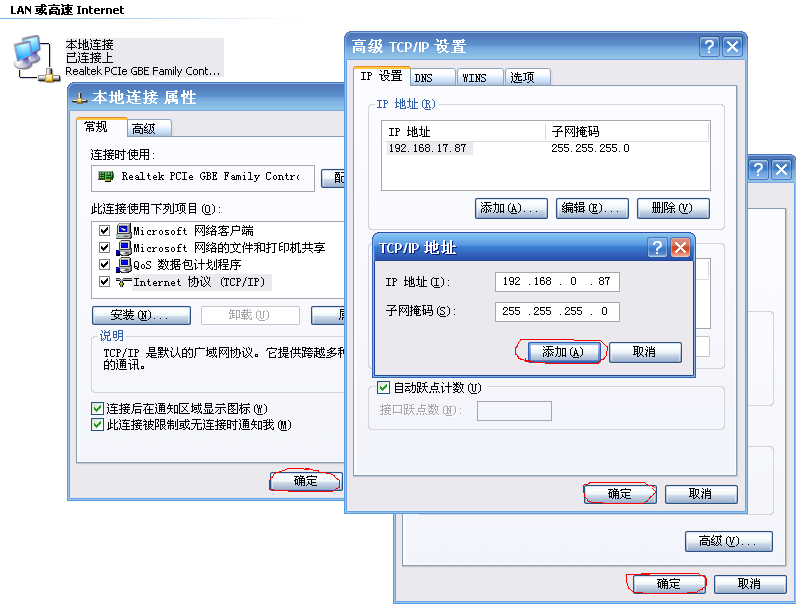 LAN 或高速 Internet
本地连接
已连接上
Realtek PCIe GBE Family Cont...
本地连接 属性
常规
高级
连接时使用:
Realtek PCIe GBE Family Contr
配
此连接使用下列项目(O):
Microsoft 网络客户端
Microsoft 网络的文件和打印机共享
QoS 数据包计划程序
Internet 协议 (TCP/IP)
安装(N)...
卸载(U)
说明
TCP/IP 是默认的广域网协议。它提供跨越多种
的通讯。
连接后在通知区域显示图标(W)
此连接被限制或无连接时通知我(M)
确定
高级 TCP/IP 设置
IP 设置
DNS
WINS
选项
IP 地址(R)
IP 地址
子网掩码
192.168.17.87
255.255.255.0
添加(A)...
编辑(E)...
删除(V)
TCP/IP 地址
IP 地址(I):
192 .168 . 0 . 87
子网掩码(S):
255 .255 .255 . 0
添加(A)
取消
自动跃点计数(U)
接口跃点数(N):
确定
取消
高级(V)...
确定
取消